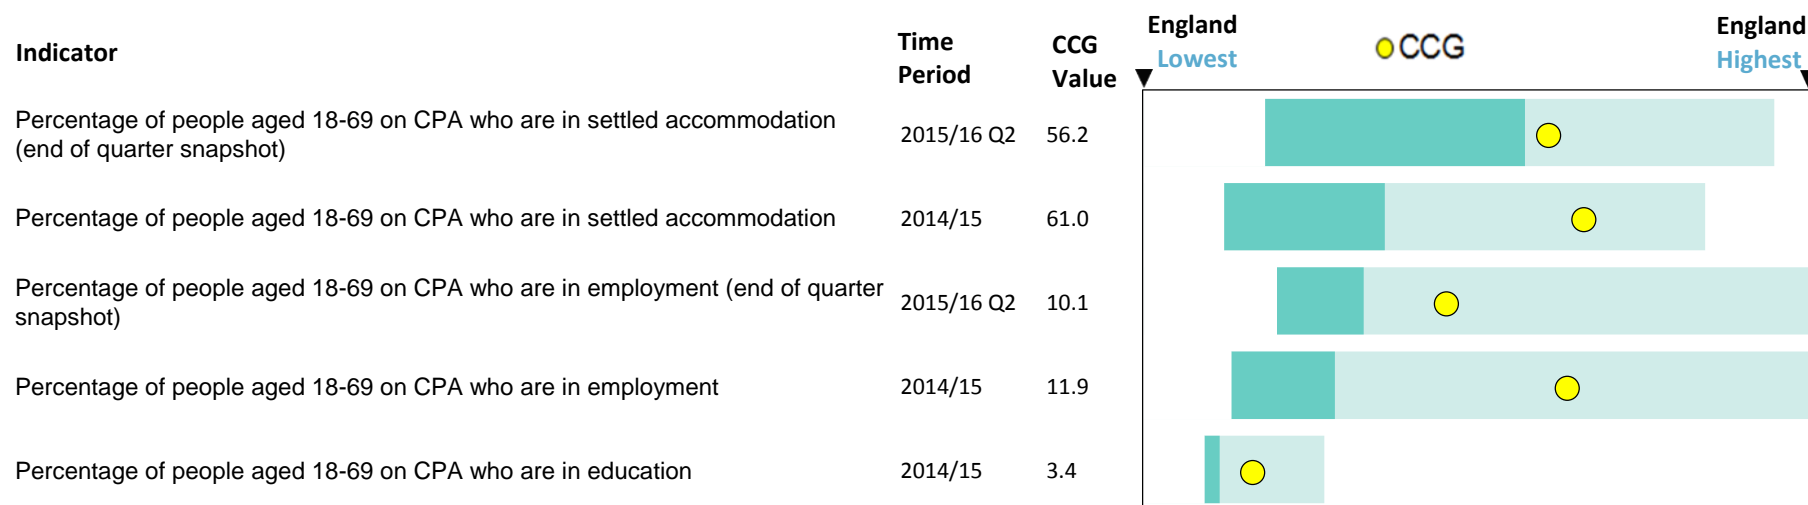 Indicator
Time
Period
CCG
Value
England
Lowest
CCG
England
Highest
Percentage of people aged 18-69 on CPA who are in settled accommodation
(end of quarter snapshot)
2015/16 Q2
56.2
Percentage of people aged 18-69 on CPA who are in settled accommodation
2014/15
61.0
Percentage of people aged 18-69 on CPA who are in employment (end of quarter
snapshot)
2015/16 Q2
10.1
Percentage of people aged 18-69 on CPA who are in employment
2014/15
11.9
Percentage of people aged 18-69 on CPA who are in education
2014/15
3.4